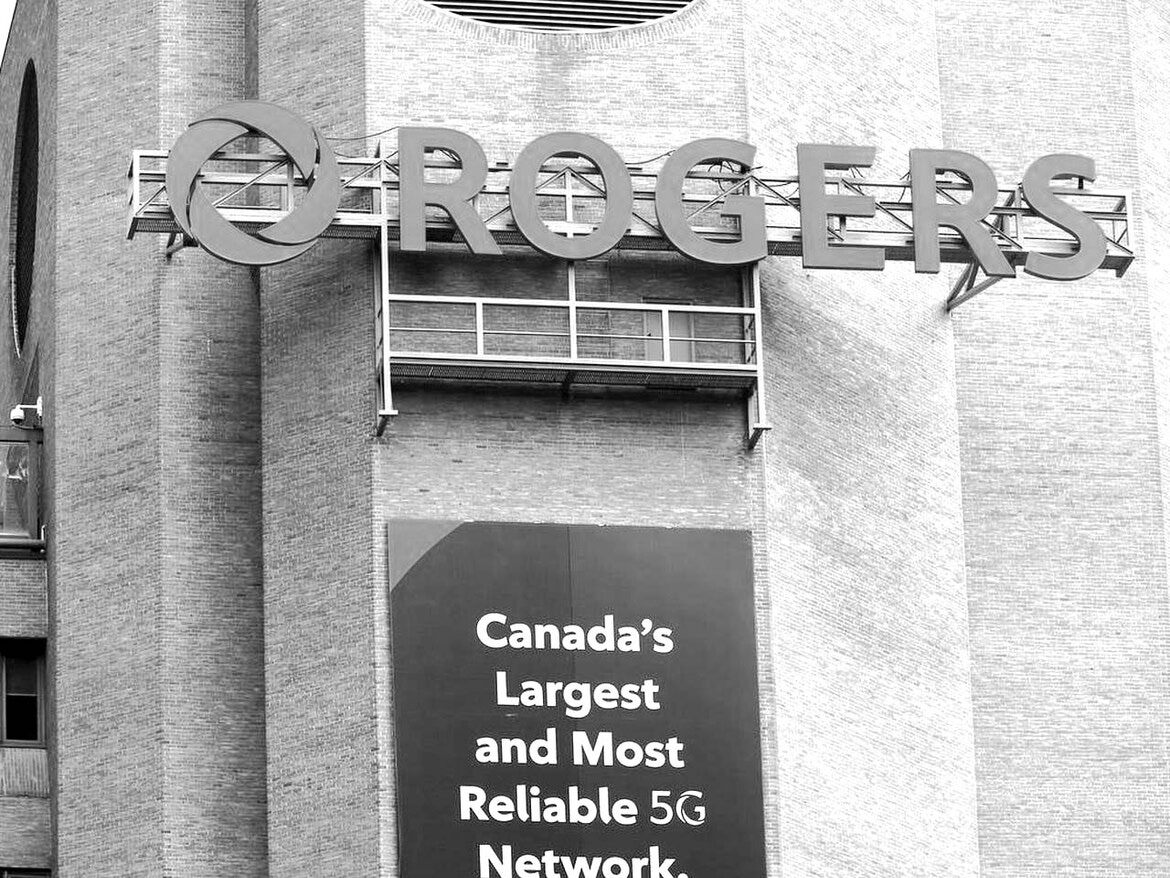 ROGERS
Canada’s
Largest
and Most
Reliable 5G
Network.